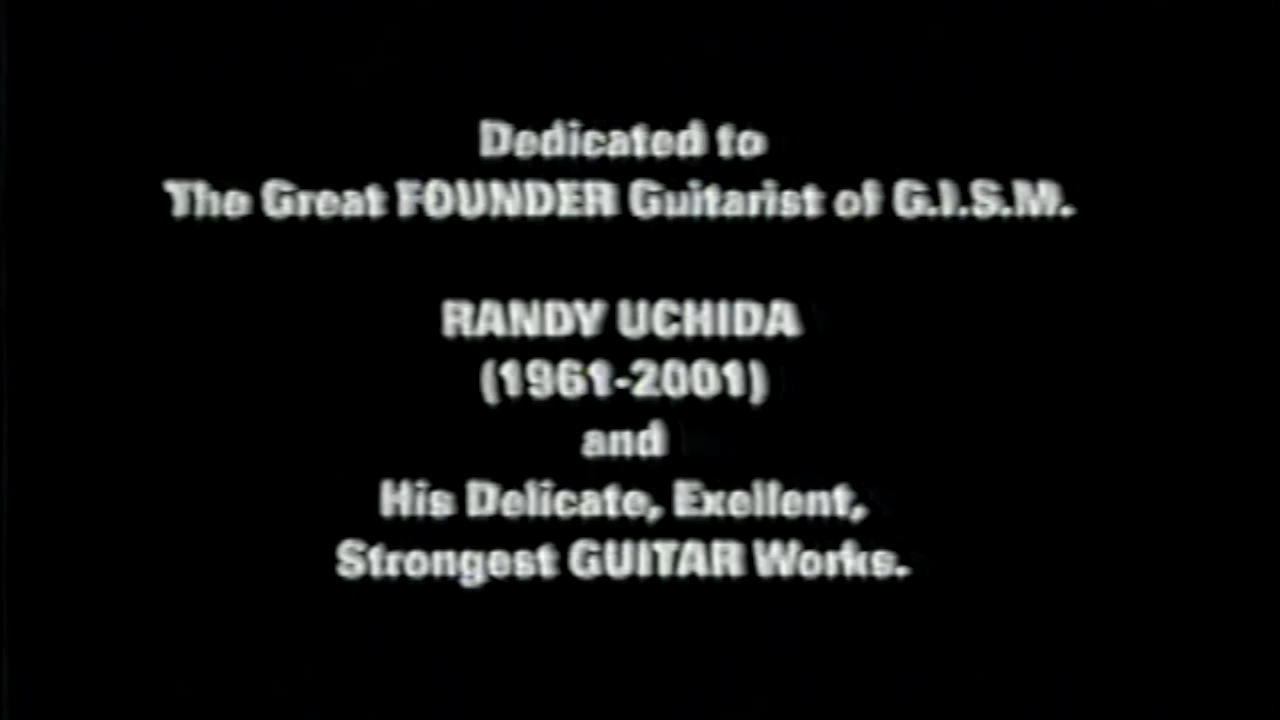 Dedicated to
The Great FOUNDER Guitarist of G.I.S.M.
RANDY UCHIDA
(1961-2001)
and
His Delicate, Exellent,
Strongest GUITAR Works.